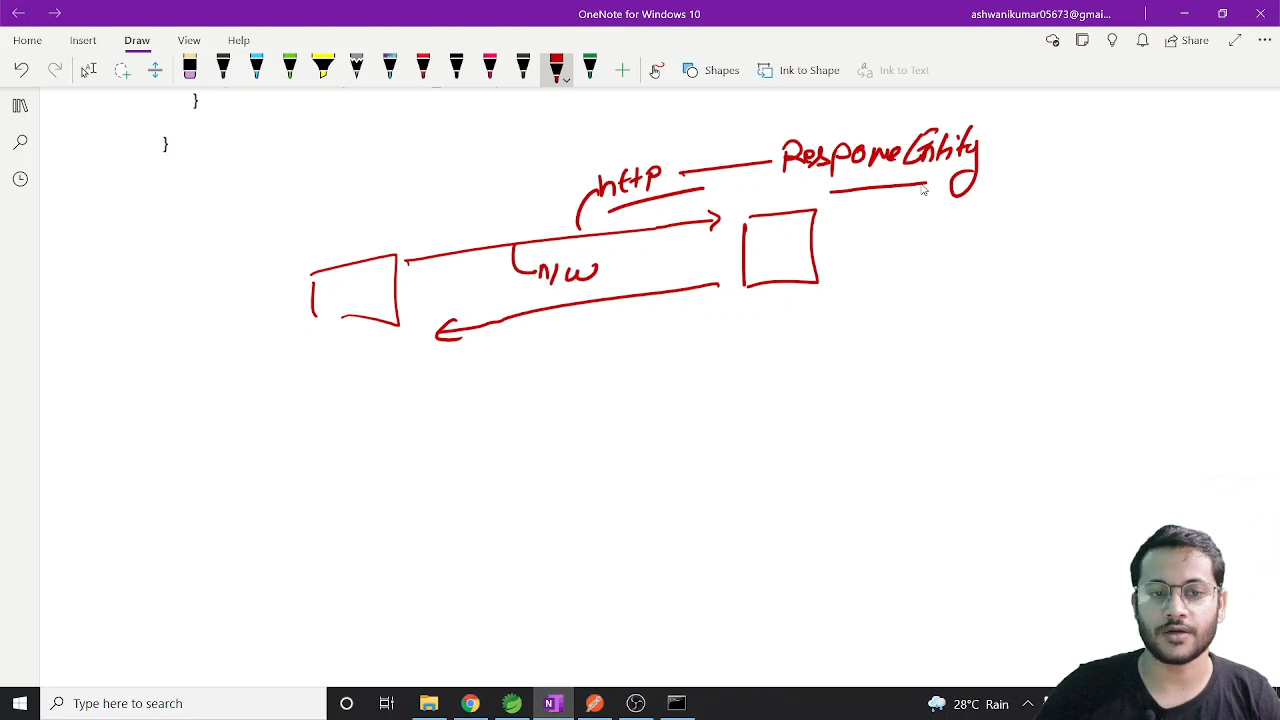 OneNote for Windows 10
ashwanikumar05673@gmai...
Home Insert Draw View Help
Share
Shapes
Ink to Shape
Ink to Text
}
}
http
ResponseEntity
n/w
Type here to search
28°C Rain